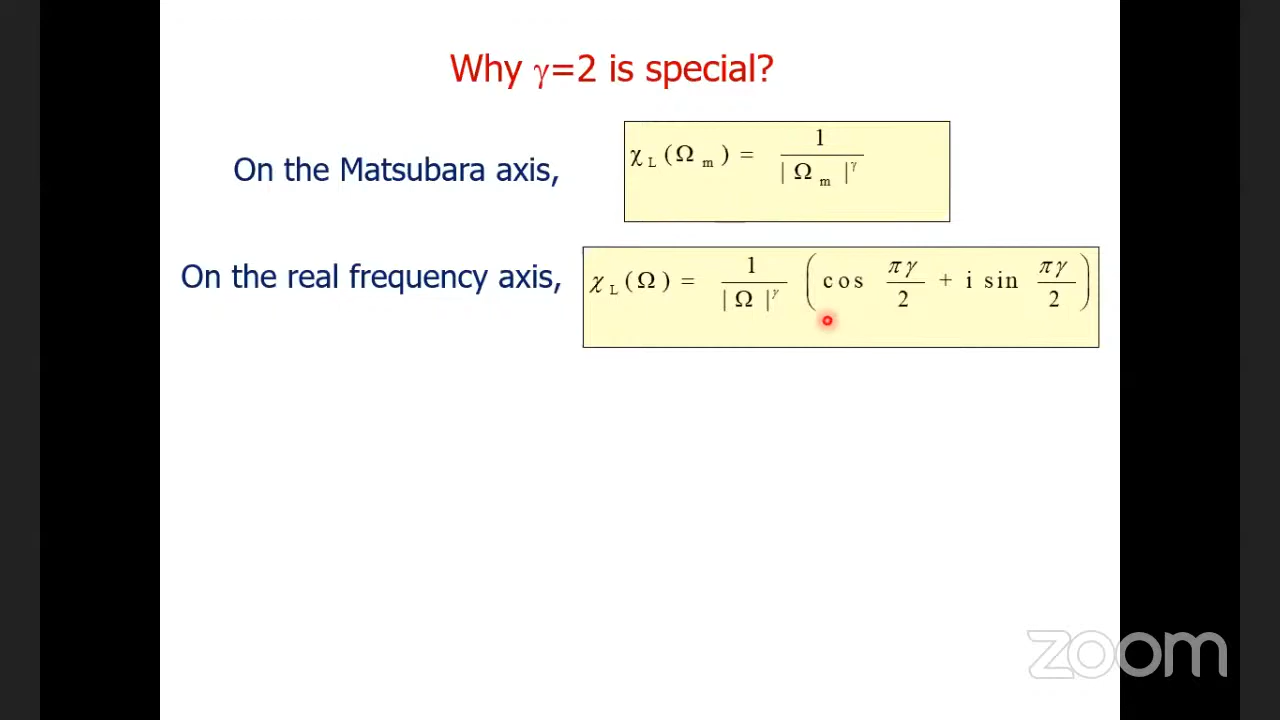 Why γ=2 is special?
On the Matsubara axis,
χ_L(Ω_m) = 1 / |Ω_m|^γ
On the real frequency axis,
χ_L(Ω) = 1 / |Ω|^γ (cos πγ/2 + i sin πγ/2)
zoom